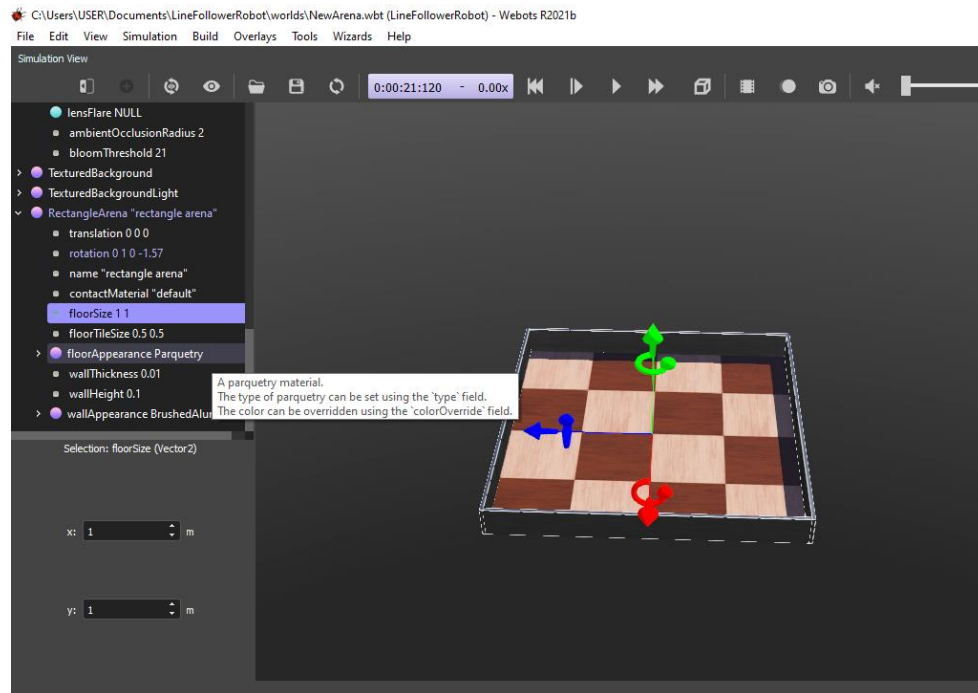 C:\Users\USER\Documents\LineFollowerRobot\worlds\NewArena.wbt (LineFollowerRobot) - Webots R2021b
File Edit View Simulation Build Overlays Tools Wizards Help
Simulation View
0:00:21:120 - 0.00x
lensFlare NULL
ambientOcclusionRadius 2
bloomThreshold 21
TexturedBackground
TexturedBackgroundLight
RectangleArena "rectangle arena"
translation 0 0 0
rotation 0 1 0 -1.57
name "rectangle arena"
contactMaterial "default"
floorSize 1 1
floorTileSize 0.5 0.5
floorAppearance Parquetry
wallThickness 0.01
wallHeight 0.1
wallAppearance BrushedAlur
A parquetry material.
The type of parquetry can be set using the `type` field.
The color can be overridden using the `colorOverride` field.
Selection: floorSize (Vector2)
x: 1 m
y: 1 m